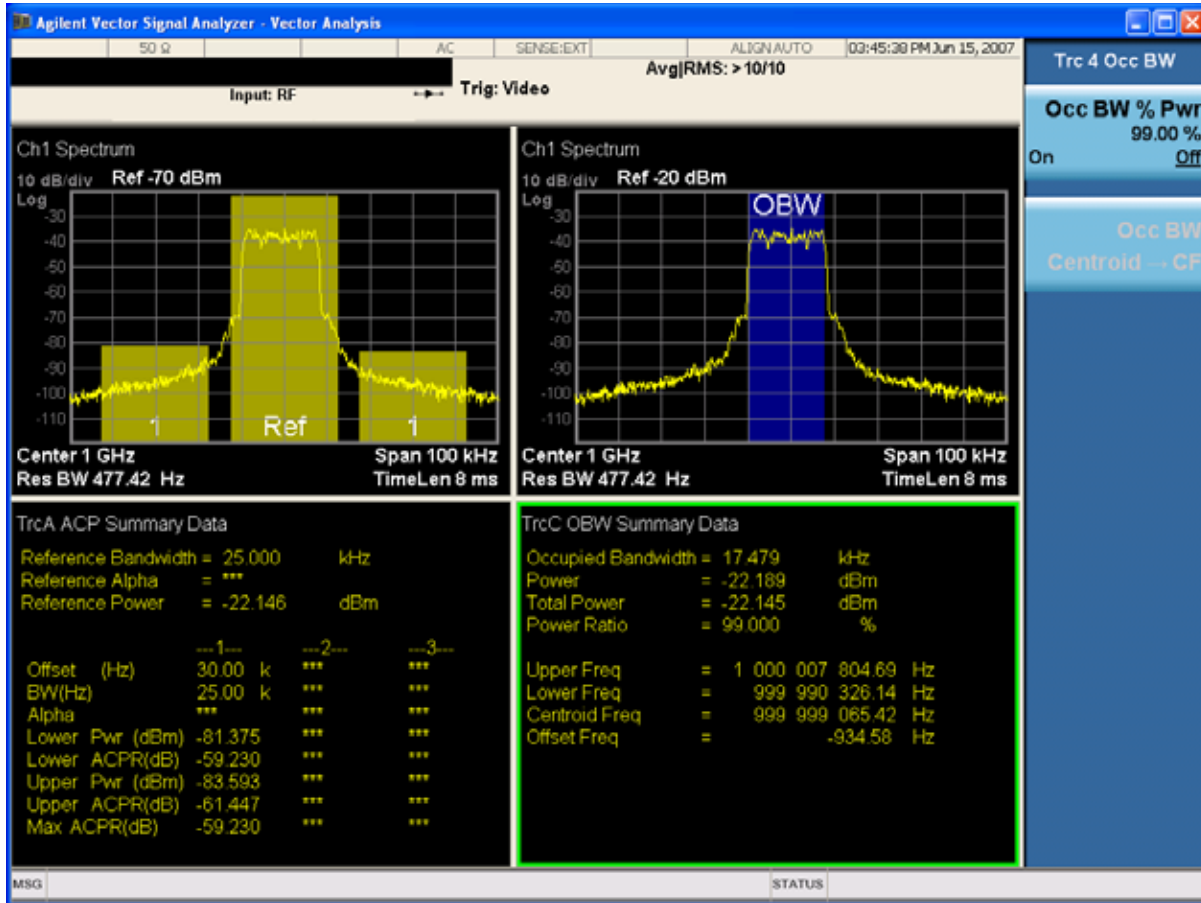 Agilent Vector Signal Analyzer - Vector Analysis
50 Ω AC SENSE:EXT ALIGN AUTO 03:45:38 PM Jun 15, 2007
Avg|RMS: >10/10
Input: RF Trig: Video
Trc 4 Occ BW
Occ BW % Pwr
99.00 %
On Off
Occ BW
Centroid → CF
Ch1 Spectrum
10 dB/div Ref -70 dBm
Log
-30
-40
-50
-60
-70
-80
-90
-100
-110
1 Ref 1
Center 1 GHz Span 100 kHz
Res BW 477.42 Hz TimeLen 8 ms
Ch1 Spectrum
10 dB/div Ref -20 dBm
Log
OBW
-30
-40
-50
-60
-70
-80
-90
-100
-110
Center 1 GHz Span 100 kHz
Res BW 477.42 Hz TimeLen 8 ms
TrcA ACP Summary Data
Reference Bandwidth = 25.000 kHz
Reference Alpha = ***
Reference Power = -22.146 dBm
---1--- ---2--- ---3---
Offset (Hz) 30.00 k *** ***
BW(Hz) 25.00 k *** ***
Alpha *** *** ***
Lower Pwr (dBm) -81.375 *** ***
Lower ACPR(dB) -59.230 *** ***
Upper Pwr (dBm) -83.593 *** ***
Upper ACPR(dB) -61.447 *** ***
Max ACPR(dB) -59.230 *** ***
TrcC OBW Summary Data
Occupied Bandwidth = 17.479 kHz
Power = -22.189 dBm
Total Power = -22.145 dBm
Power Ratio = 99.000 %
Upper Freq = 1 000 007 804.69 Hz
Lower Freq = 999 990 326.14 Hz
Centroid Freq = 999 999 065.42 Hz
Offset Freq = -934.58 Hz
MSG STATUS